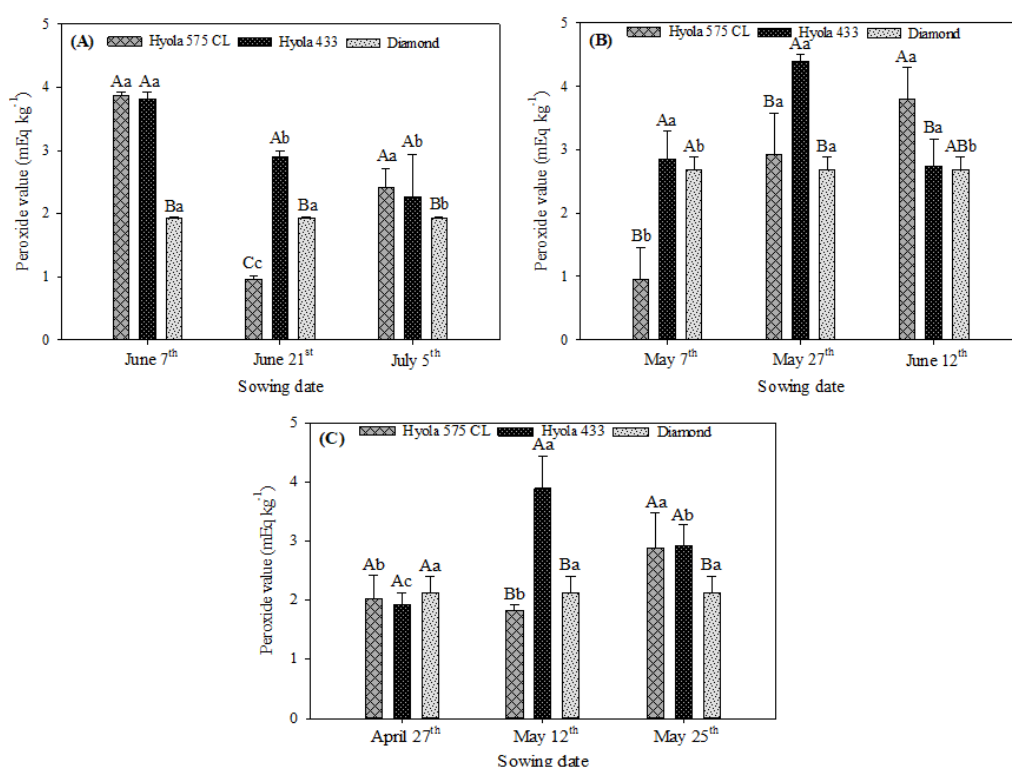 (A) Hyola 575 CL Hyola 433 Diamond
Peroxide value (mEq kg-1)
5
4
3
2
1
0
Aa Aa Ba
Cc Ab Ba
Aa Ab Bb
June 7th June 21st July 5th
Sowing date
(B) Hyola 575 CL Hyola 433 Diamond
Peroxide value (mEq kg-1)
5
4
3
2
1
0
Bb Aa Ab
Ba Aa Ba
Aa Ba ABb
May 7th May 27th June 12th
Sowing date
(C) Hyola 575 CL Hyola 433 Diamond
Peroxide value (mEq kg-1)
5
4
3
2
1
0
Ab Ac Aa
Bb Aa Ba
Aa Ab Ba
April 27th May 12th May 25th
Sowing date